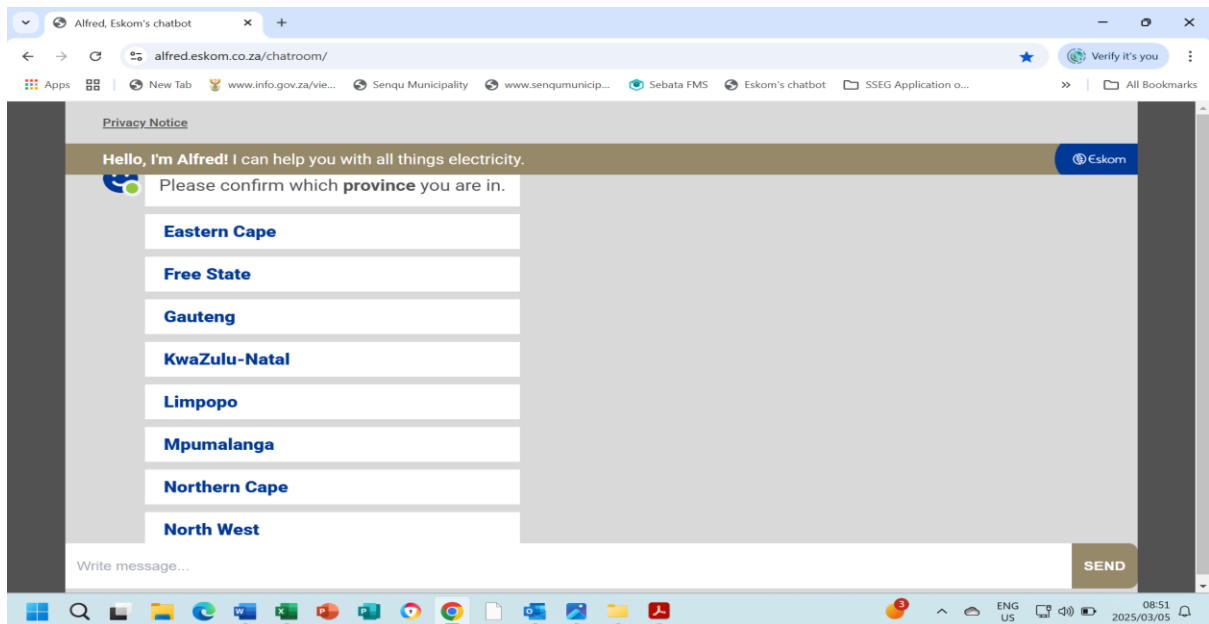 Alfred, Eskom's chatbot
alfred.eskom.co.za/chatroom/
Verify it's you
Apps
New Tab
www.info.gov.za/vie...
Senqu Municipality
www.senqumunicip...
Sebata FMS
Eskom's chatbot
SSEG Application o...
All Bookmarks
Privacy Notice
Hello, I'm Alfred! I can help you with all things electricity.
Eskom
Please confirm which province you are in.
Eastern Cape
Free State
Gauteng
KwaZulu-Natal
Limpopo
Mpumalanga
Northern Cape
North West
Write message...
SEND
3
ENG
US
08:51
2025/03/05